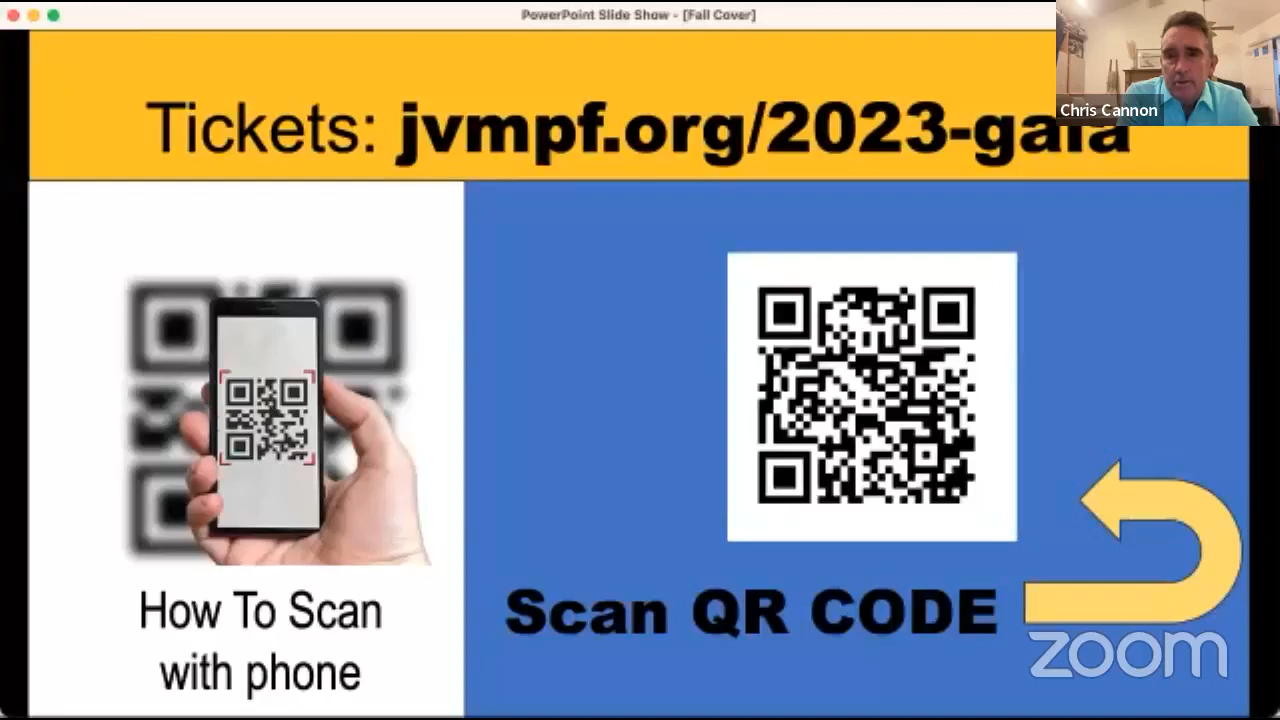 PowerPoint Slide Show - [Fall Cover]
Chris Cannon
Tickets: jvmpf.org/2023-gala
How To Scan
with phone
Scan QR CODE
zoom